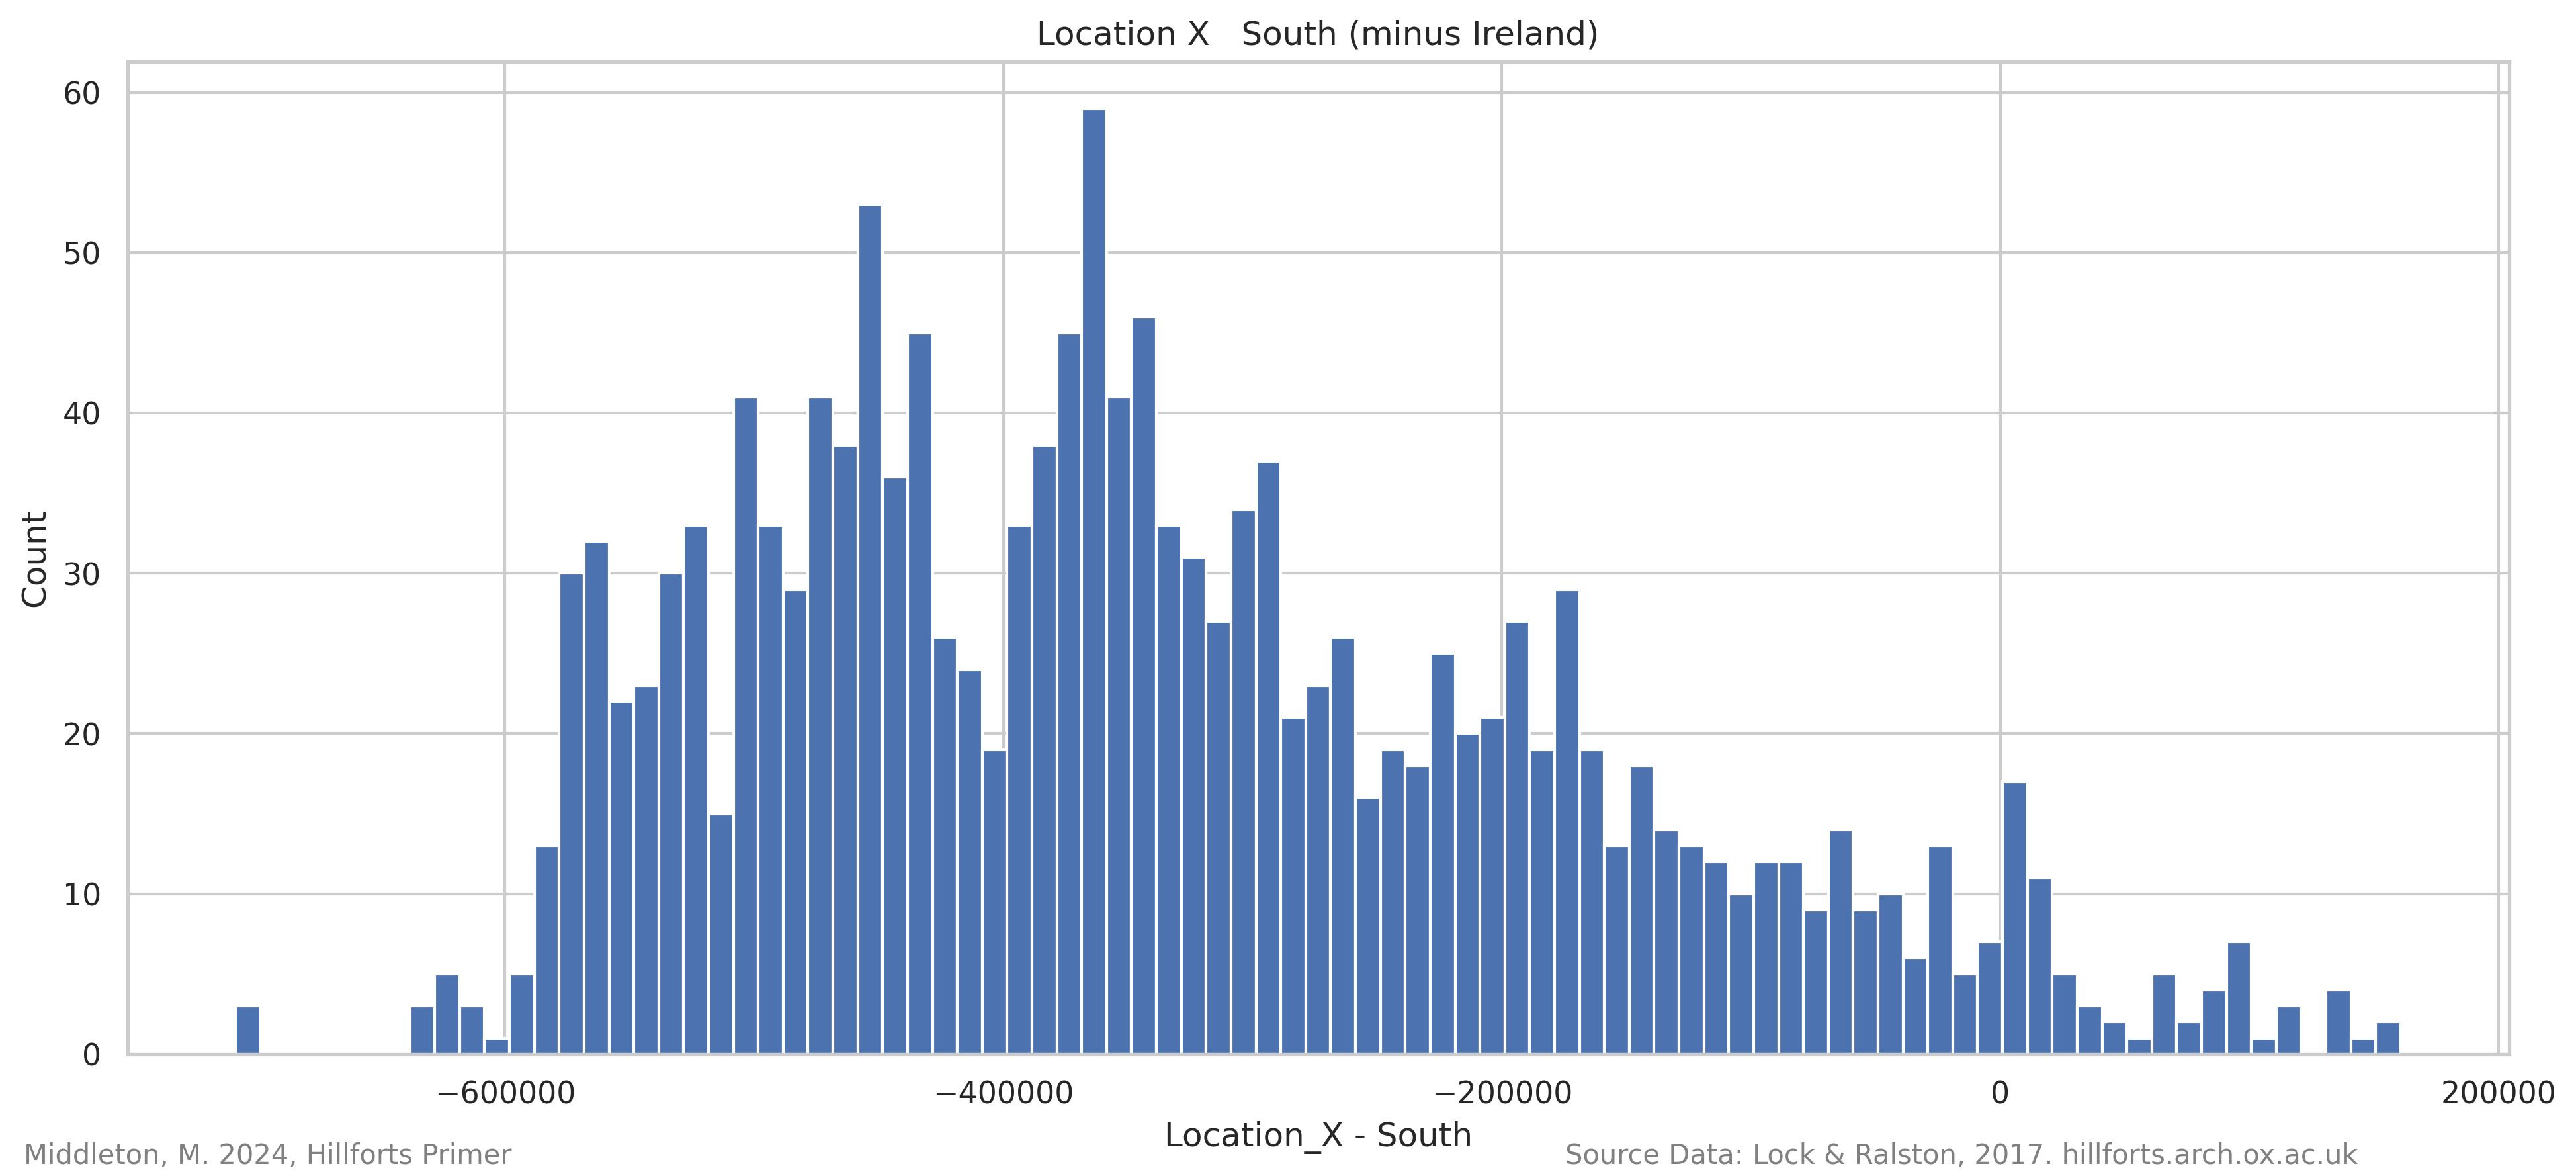 Location X   South (minus Ireland)
60
50
40
30
20
10
0
Count
−600000
−400000
−200000
0
200000
Location_X - South
Middleton, M. 2024, Hillforts Primer
Source Data: Lock & Ralston, 2017. hillforts.arch.ox.ac.uk